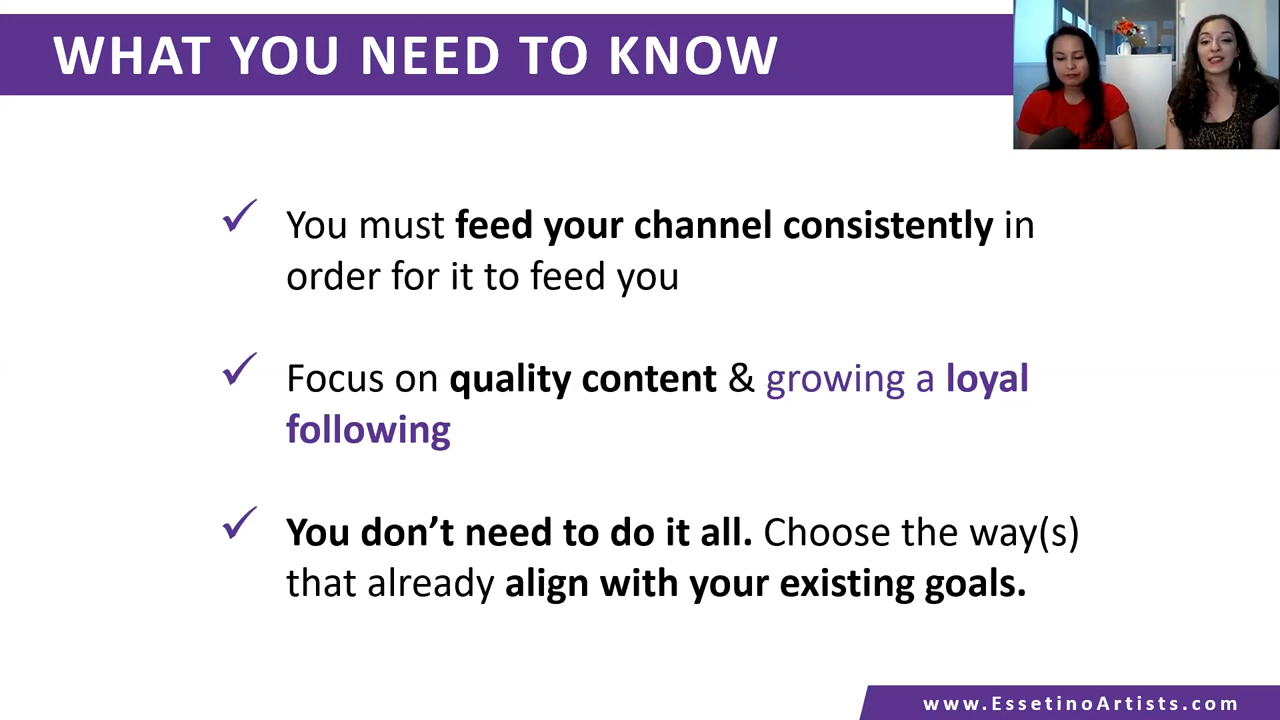 WHAT YOU NEED TO KNOW
You must feed your channel consistently in
order for it to feed you
Focus on quality content & growing a loyal
following
You don’t need to do it all. Choose the way(s)
that already align with your existing goals.
www.EssetinoArtists.com